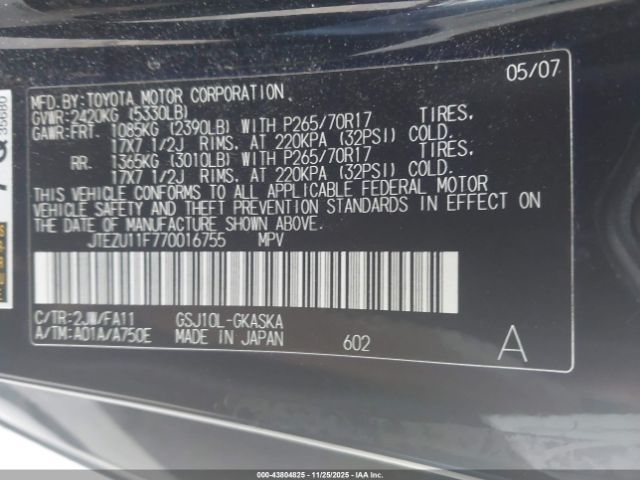 05/07
MFD.BY:TOYOTA MOTOR CORPORATION
GVWR:2420KG (5330LB)
GAWR:FRT. 1085KG (2390LB) WITH P265/70R17 TIRES,
17X7 1/2J RIMS. AT 220KPA (32PSI) COLD.
RR. 1365KG (3010LB) WITH P265/70R17 TIRES,
17X7 1/2J RIMS. AT 220KPA (32PSI) COLD.
THIS VEHICLE CONFORMS TO ALL APPLICABLE FEDERAL MOTOR
VEHICLE SAFETY AND THEFT PREVENTION STANDARDS IN EFFECT ON
THE DATE OF MANUFACTURE SHOWN ABOVE.
JTEZU11F770016755 MPV
C/TR:2JW/FA11 GSJ10L-GKASKA
A/TM:A01A/A750E MADE IN JAPAN 602 A
35680
000-43804825 - 11/25/2025 - COPYRIGHT IAA, LLC.